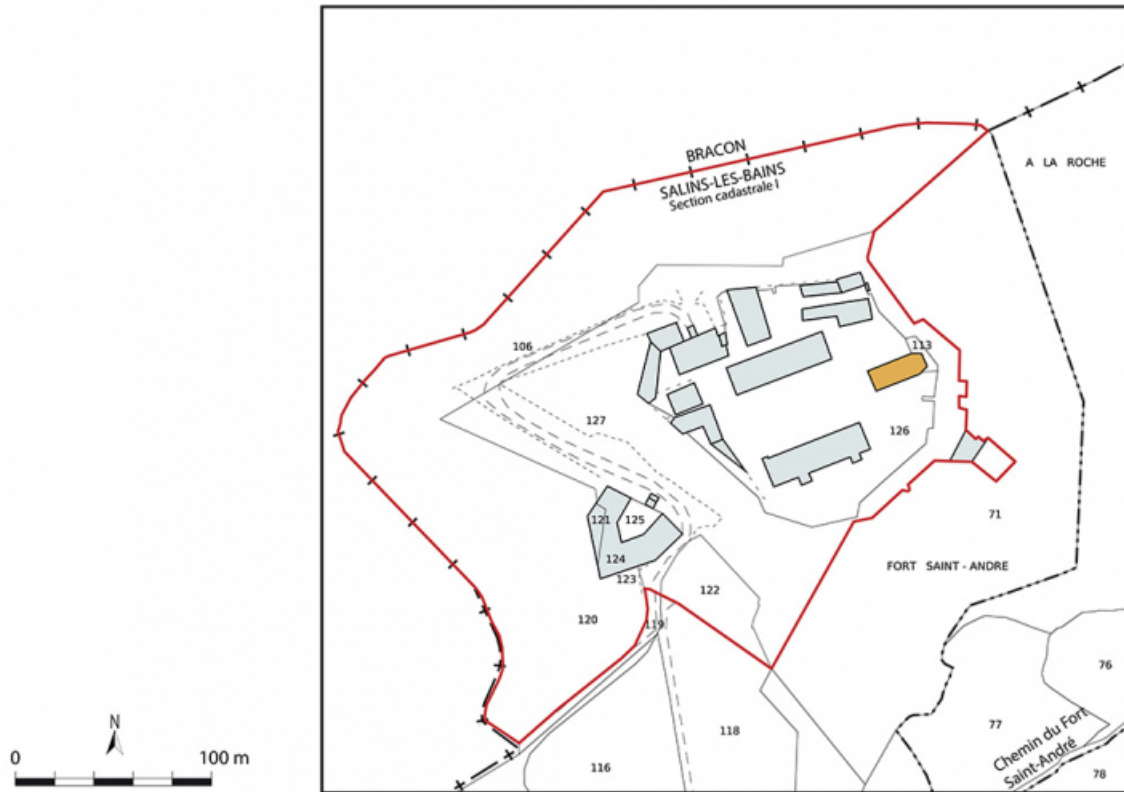 BRACON
SALINS-LES-BAINS
Section cadastrale I
A LA ROCHE
106
113
127
126
121
125
71
124
FORT SAINT-ANDRE
123
122
120
119
76
77
118
Chemin du Fort
Saint-André
116
78
N
0
100 m